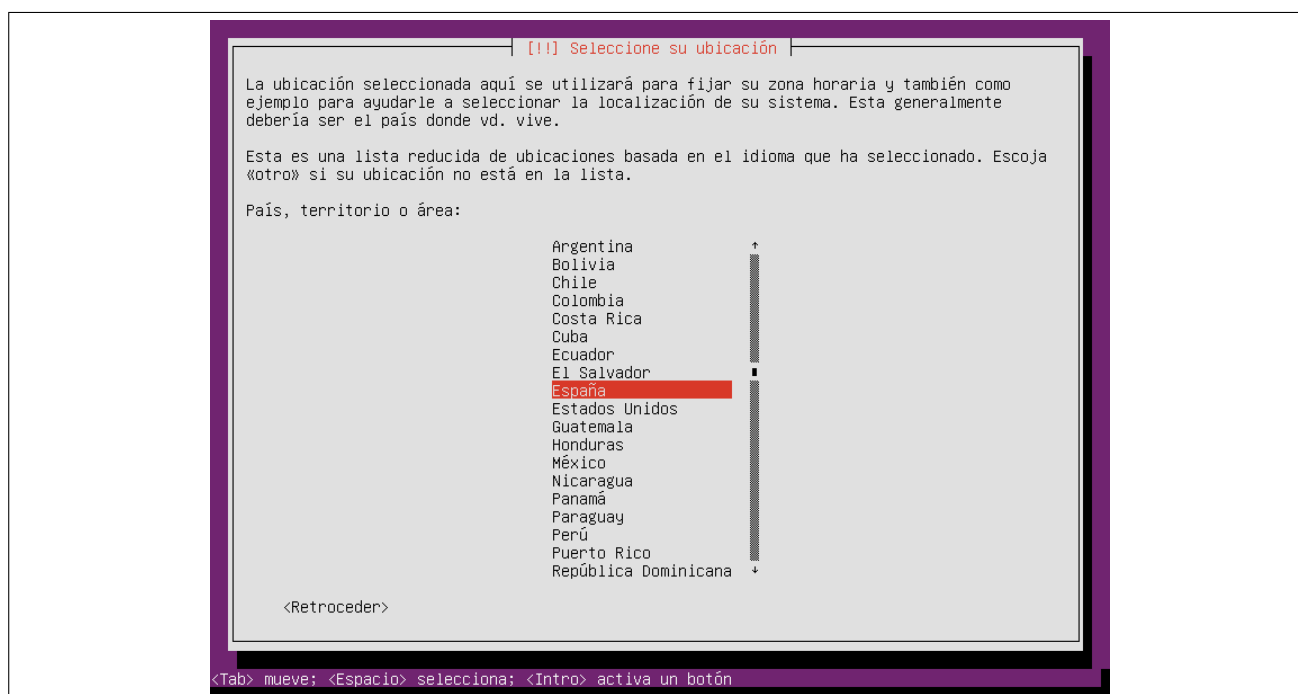 [!!] Seleccione su ubicación
La ubicación seleccionada aquí se utilizará para fijar su zona horaria y también como
ejemplo para ayudarle a seleccionar la localización de su sistema. Esta generalmente
debería ser el país donde vd. vive.
Esta es una lista reducida de ubicaciones basada en el idioma que ha seleccionado. Escoja
«otro» si su ubicación no está en la lista.
País, territorio o área:
Argentina
Bolivia
Chile
Colombia
Costa Rica
Cuba
Ecuador
El Salvador
España
Estados Unidos
Guatemala
Honduras
México
Nicaragua
Panamá
Paraguay
Perú
Puerto Rico
República Dominicana
<Retroceder>
<Tab> mueve; <Espacio> selecciona; <Intro> activa un botón